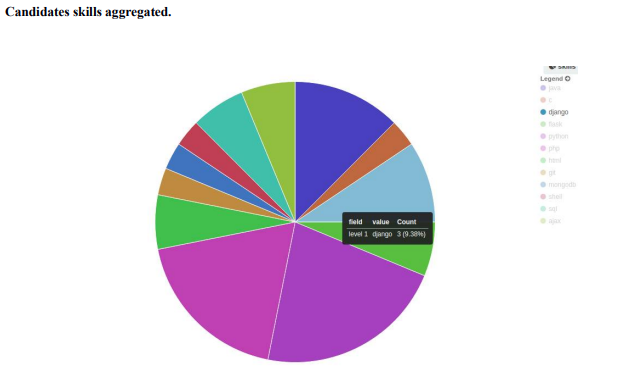 Candidates skills aggregated.
skills
Legend
java
c
django
flask
python
php
html
git
mongodb
shell
sql
ajax
field value Count
level 1 django 3 (9.38%)